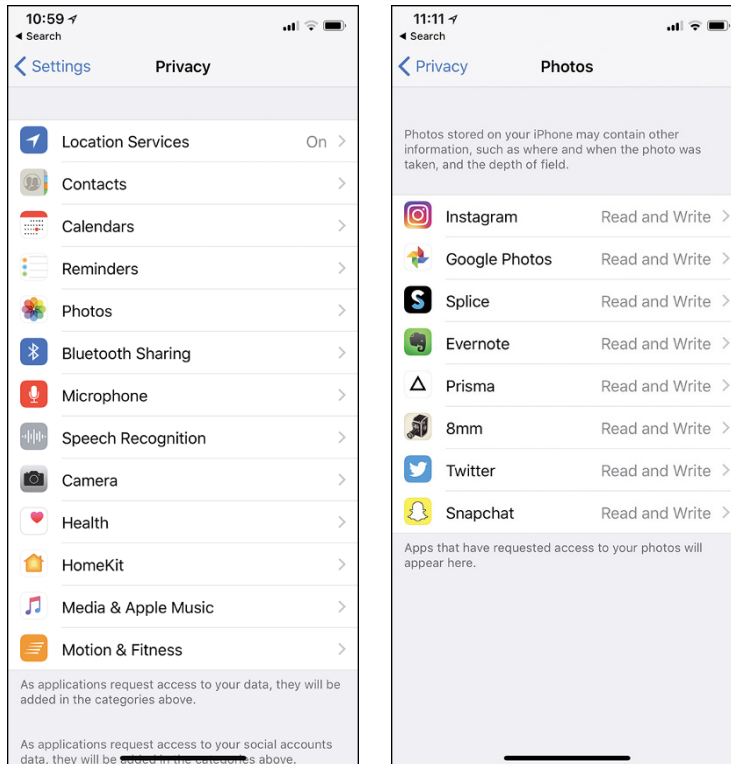 10:59
Search
Settings
Privacy
Location Services On
Contacts
Calendars
Reminders
Photos
Bluetooth Sharing
Microphone
Speech Recognition
Camera
Health
HomeKit
Media & Apple Music
Motion & Fitness
As applications request access to your data, they will be
added in the categories above.
As applications request access to your social accounts
data, they will be added in the categories above.
11:11
Search
Privacy
Photos
Photos stored on your iPhone may contain other
information, such as where and when the photo was
taken, and the depth of field.
Instagram Read and Write
Google Photos Read and Write
Splice Read and Write
Evernote Read and Write
Prisma Read and Write
8mm Read and Write
Twitter Read and Write
Snapchat Read and Write
Apps that have requested access to your photos will
appear here.